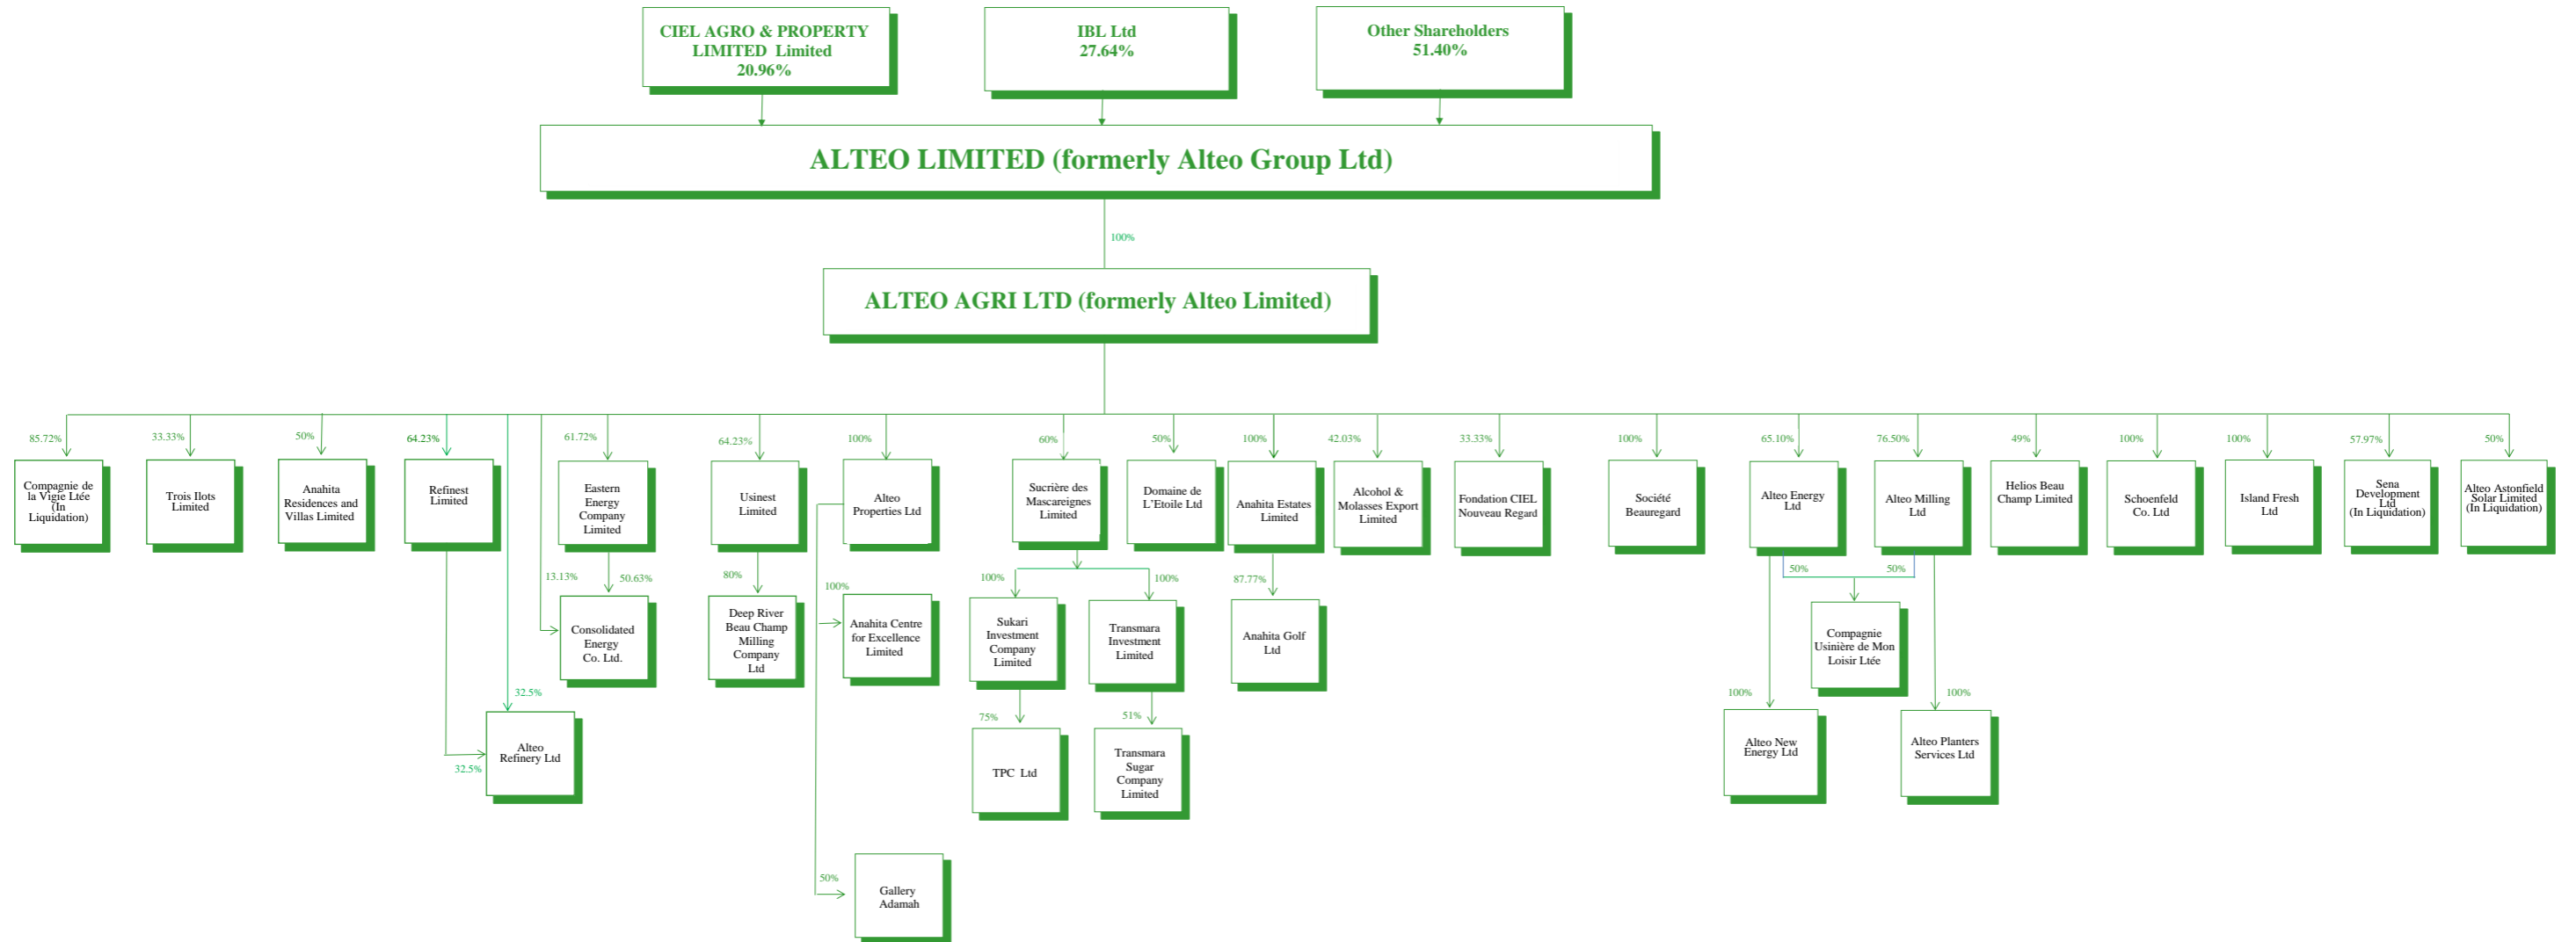 CIEL AGRO & PROPERTY
LIMITED Limited
20.96%
IBL Ltd
27.64%
Other Shareholders
51.40%
ALTEO LIMITED (formerly Alteo Group Ltd)
100%
ALTEO AGRI LTD (formerly Alteo Limited)
85.72%
33.33%
50%
64.23%
61.72%
64.23%
100%
60%
50%
100%
42.03%
33.33%
100%
65.10%
76.50%
49%
100%
100%
57.97%
50%
Compagnie de
la Vigie Ltée
(In
Liquidation)
Trois Ilots
Limited
Anahita
Residences and
Villas Limited
Refinest
Limited
Eastern
Energy
Company
Limited
Usinest
Limited
Alteo
Properties Ltd
Sucrière des
Mascareignes
Limited
Domaine de
L'Etoile Ltd
Anahita Estates
Limited
Alcohol &
Molasses Export
Limited
Fondation CIEL
Nouveau Regard
Société
Beauregard
Alteo Energy
Ltd
Alteo Milling
Ltd
Helios Beau
Champ Limited
Schoenfeld
Co. Ltd
Island Fresh
Ltd
Sena
Development
Ltd
(In Liquidation)
Alteo Astonfield
Solar Limited
(In Liquidation)
13.13%
50.63%
80%
100%
100%
100%
87.77%
50%
50%
Consolidated
Energy
Co. Ltd.
Deep River
Beau Champ
Milling
Company
Ltd
Anahita Centre
for Excellence
Limited
Sukari
Investment
Company
Limited
Transmara
Investment
Limited
Anahita Golf
Ltd
Compagnie
Usinière de Mon
Loisir Ltée
32.5%
32.5%
75%
51%
100%
100%
Alteo
Refinery Ltd
TPC Ltd
Transmara
Sugar
Company
Limited
Alteo New
Energy Ltd
Alteo Planters
Services Ltd
50%
Gallery
Adamah